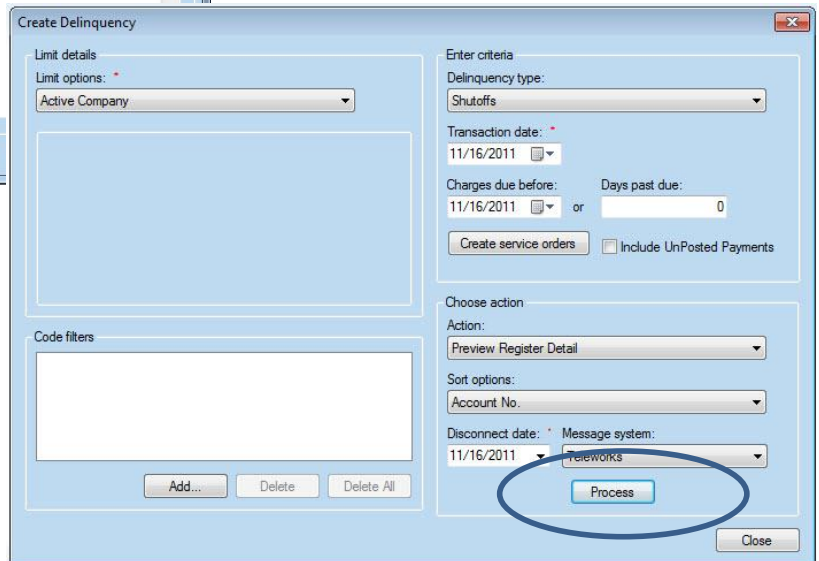 Create Delinquency
Limit details
Limit options: *
Active Company
Code filters
Add...
Delete
Delete All
Enter criteria
Delinquency type:
Shutoffs
Transaction date: *
11/16/2011
Charges due before:
Days past due:
11/16/2011
or
0
Create service orders
Include UnPosted Payments
Choose action
Action:
Preview Register Detail
Sort options:
Account No.
Disconnect date: *
Message system:
11/16/2011
Teleworks
Process
Close